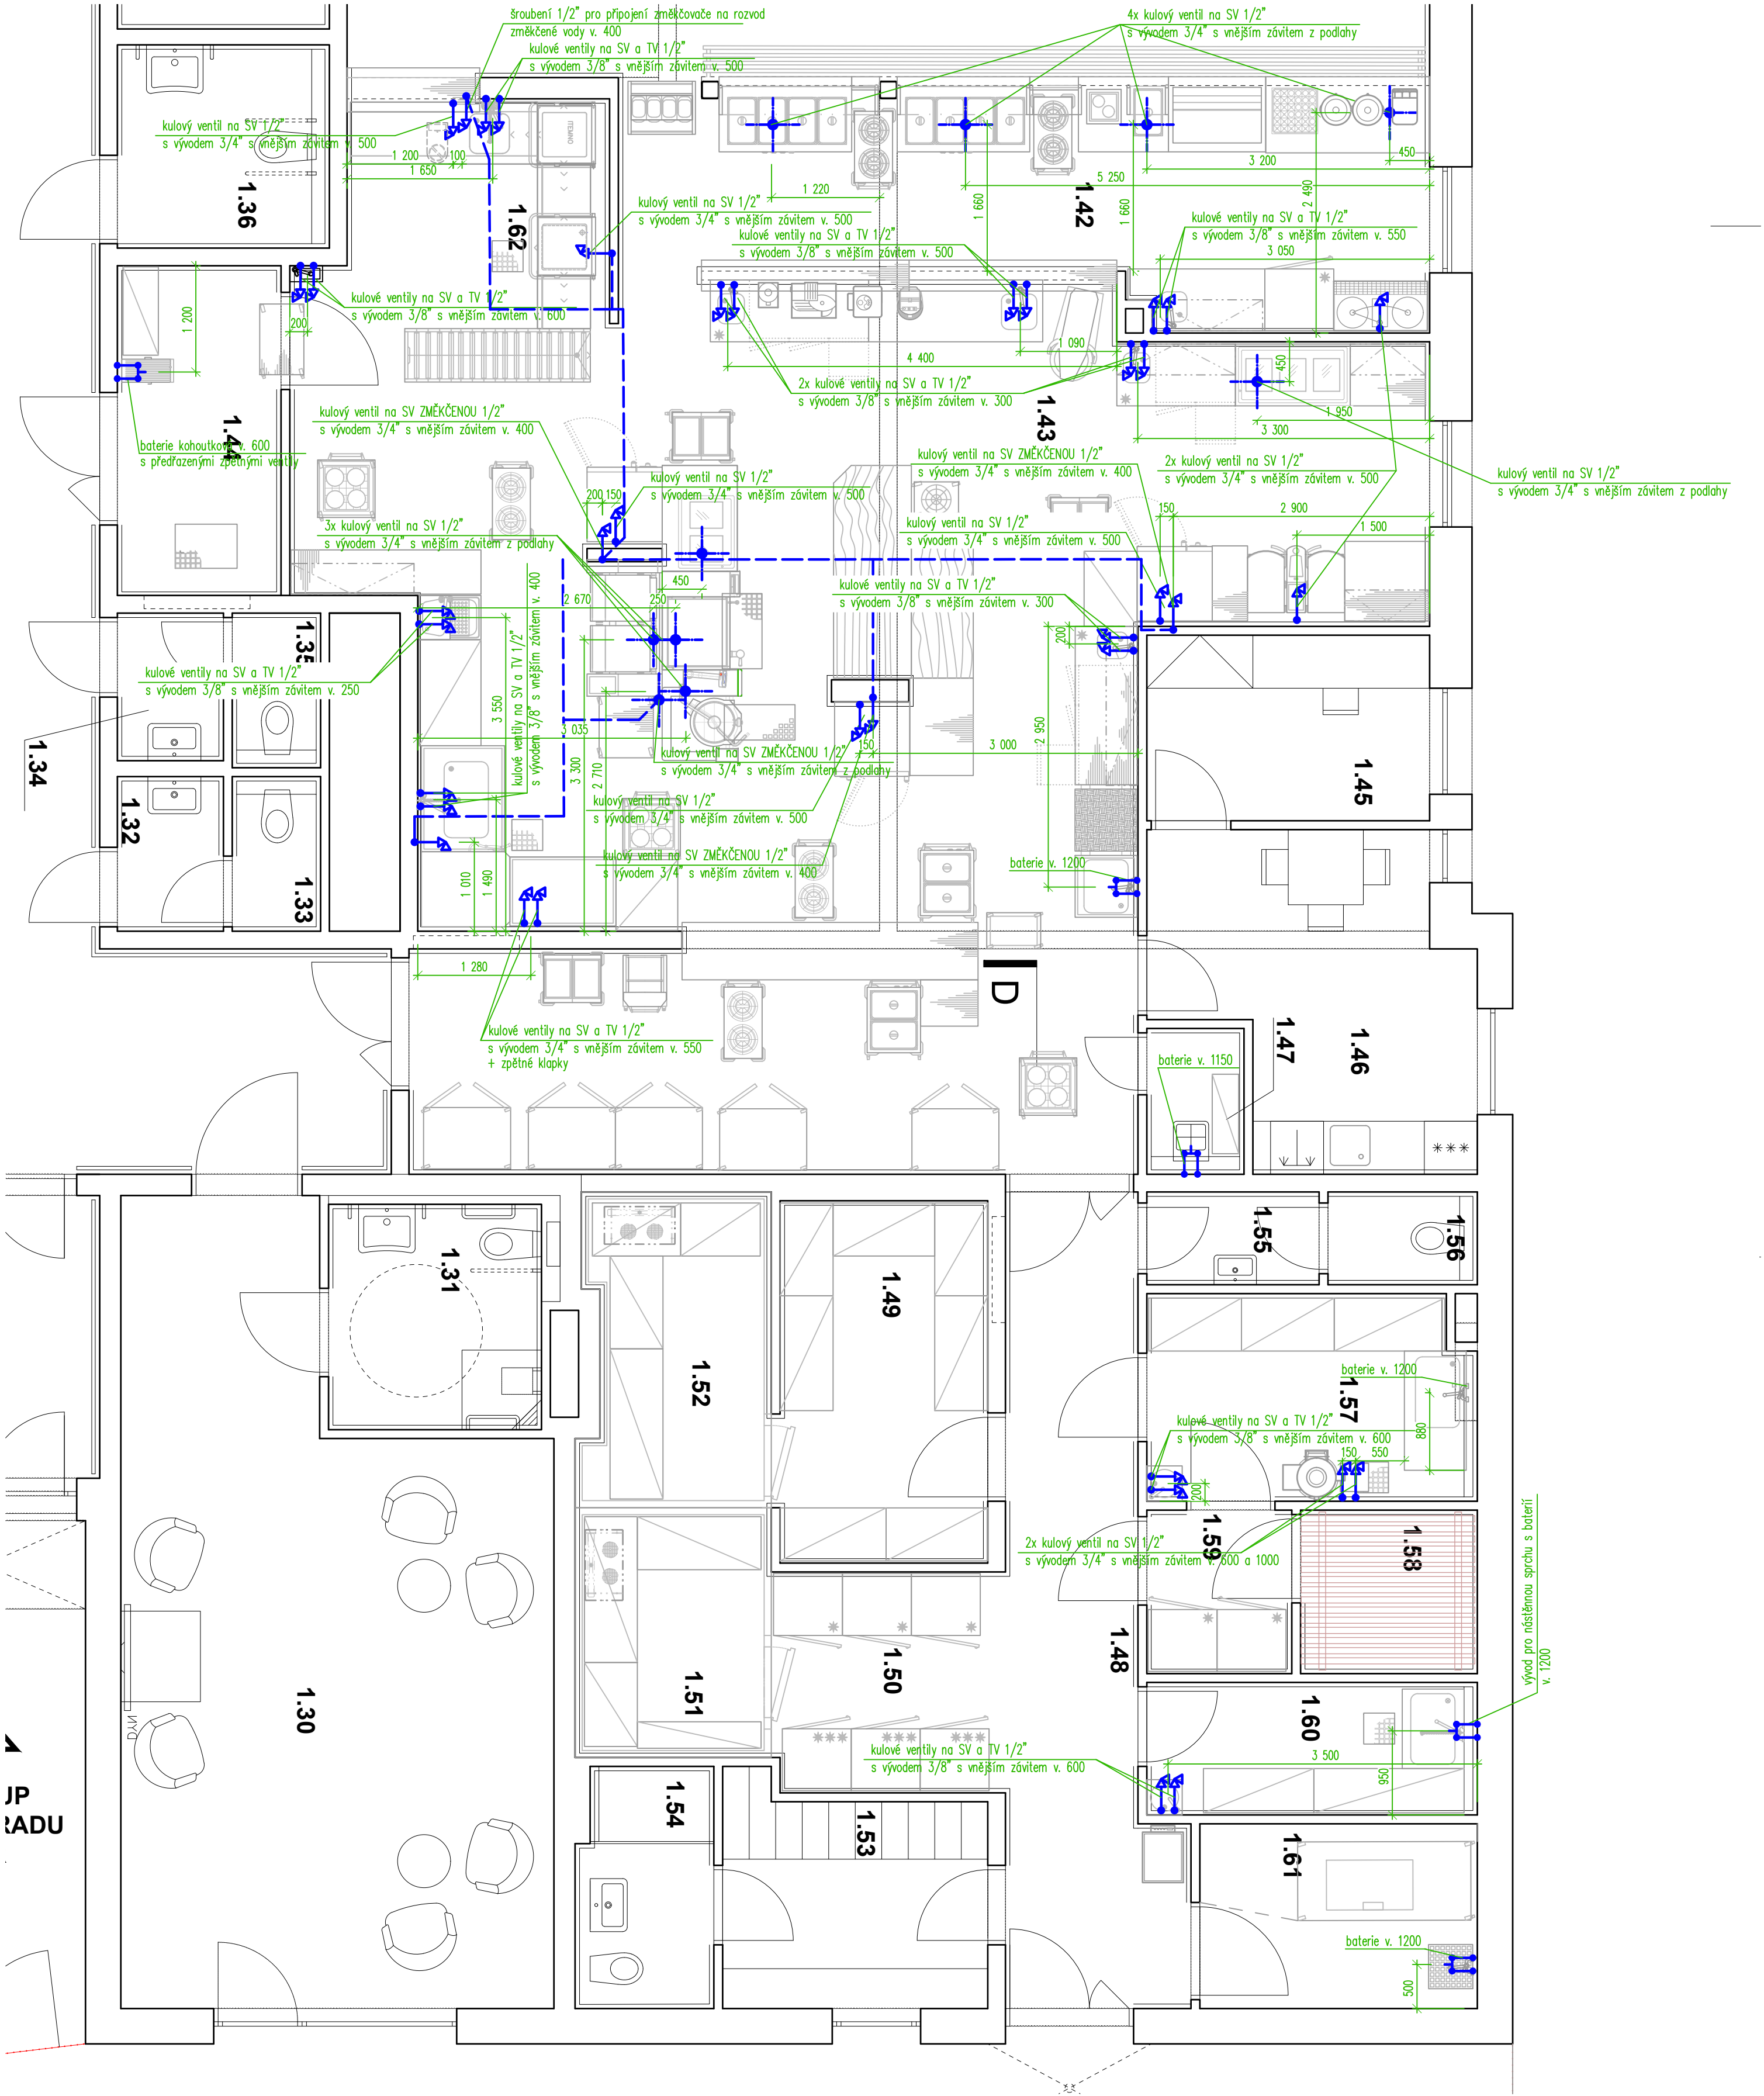 šroubení 1/2" pro připojení změkčovače na rozvod
změkčené vody v. 400
kulové ventily na SV a TV 1/2"
s vývodem 3/8" s vnějším závitem v. 500
4x kulový ventil na SV 1/2"
s vývodem 3/4" s vnějším závitem z podlahy
kulový ventil na SV 1/2"
s vývodem 3/4" s vnějším závitem v. 500
1 200
100
1 650
1.36
1.62
kulový ventil na SV 1/2"
s vývodem 3/4" s vnějším závitem v. 500
1 220
1 660
1 660
5 250
3 200
450
2 490
1.42
kulové ventily na SV a TV 1/2"
s vývodem 3/8" s vnějším závitem v. 500
kulové ventily na SV a TV 1/2"
s vývodem 3/8" s vnějším závitem v. 550
3 050
kulové ventily na SV a TV 1/2"
s vývodem 3/8" s vnějším závitem v. 600
1 200
200
4 400
1 090
450
1 950
3 300
2x kulové ventily na SV a TV 1/2"
s vývodem 3/8" s vnějším závitem v. 300
1.43
1.44
baterie kohoutková v. 600
s předřazenými zpětnými ventily
kulový ventil na SV ZMĚKČENOU 1/2"
s vývodem 3/4" s vnějším závitem v. 400
kulový ventil na SV ZMĚKČENOU 1/2"
s vývodem 3/4" s vnějším závitem v. 400
2x kulový ventil na SV 1/2"
s vývodem 3/4" s vnějším závitem v. 500
kulový ventil na SV 1/2"
s vývodem 3/4" s vnějším závitem z podlahy
kulový ventil na SV 1/2"
s vývodem 3/4" s vnějším závitem v. 500
200
150
3x kulový ventil na SV 1/2"
s vývodem 3/4" s vnějším závitem z podlahy
kulový ventil na SV 1/2"
s vývodem 3/4" s vnějším závitem v. 500
150
2 900
1 500
450
250
2 670
kulové ventily na SV a TV 1/2"
s vývodem 3/8" s vnějším závitem v. 300
kulové ventily na SV a TV 1/2"
s vývodem 3/8" s vnějším závitem v. 400
200
1.35
kulové ventily na SV a TV 1/2"
s vývodem 3/8" s vnějším závitem v. 250
3 550
3 035
3 300
2 710
kulový ventil na SV ZMĚKČENOU 1/2"
s vývodem 3/4" s vnějším závitem z podlahy
150
3 000
2 950
1.34
1.32
1.33
1.45
kulový ventil na SV 1/2"
s vývodem 3/4" s vnějším závitem v. 500
kulový ventil na SV ZMĚKČENOU 1/2"
s vývodem 3/4" s vnějším závitem v. 400
1 010
1 490
baterie v. 1200
1 280
D
kulové ventily na SV a TV 1/2"
s vývodem 3/4" s vnějším závitem v. 550
+ zpětné klapky
baterie v. 1150
1.47
1.46
1.55
1.56
1.31
1.49
1.52
baterie v. 1200
1.57
880
kulové ventily na SV a TV 1/2"
s vývodem 3/8" s vnějším závitem v. 600
150
550
200
1.59
1.58
2x kulový ventil na SV 1/2"
s vývodem 3/4" s vnějším závitem v. 600 a 1000
vývod pro nástěnnou sprchu s baterií
v. 1200
1.48
1.50
1.51
1.30
1.60
3 500
950
kulové ventily na SV a TV 1/2"
s vývodem 3/8" s vnějším závitem v. 600
1.54
1.53
1.61
baterie v. 1200
500
UP
RADU